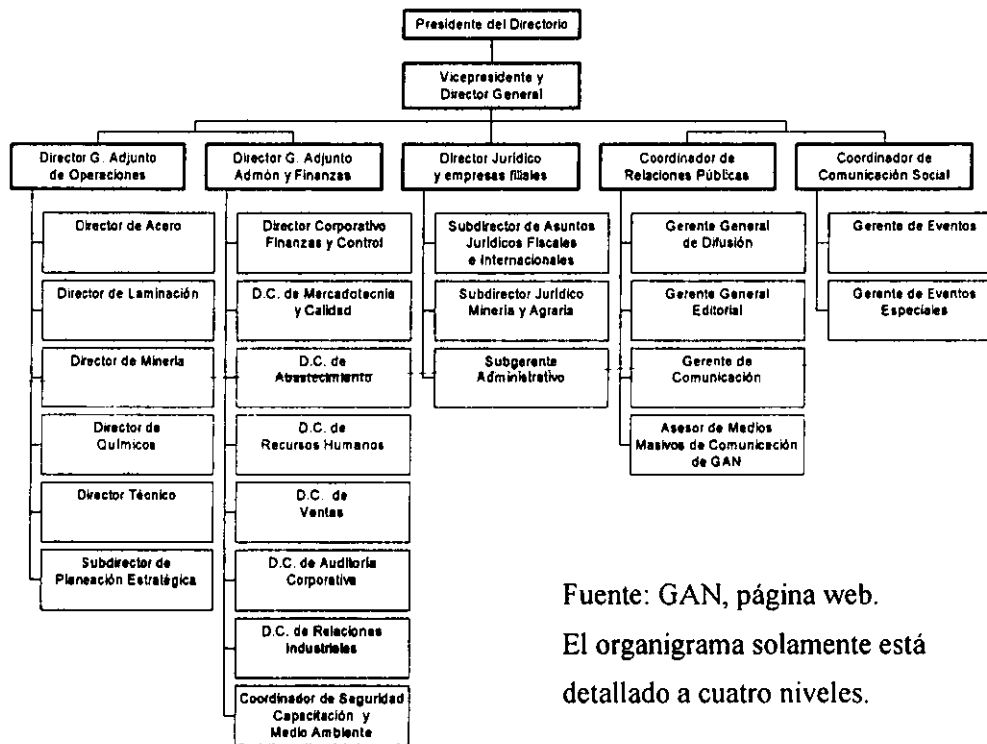 Presidente del Directorio
Vicepresidente y
Director General
Director G. Adjunto
de Operaciones
Director de Acero
Director de Laminación
Director de Minería
Director de
Químicos
Director Técnico
Subdirector de
Planeación Estratégica
Director G. Adjunto
Admón y Finanzas
Director Corporativo
Finanzas y Control
D.C. de Mercadotecnia
y Calidad
D.C. de
Abastecimiento
D.C. de
Recursos Humanos
D.C. de
Ventas
D.C. de Auditoría
Corporativa
D.C. de Relaciones
Industriales
Coordinador de Seguridad
Capacitación y
Medio Ambiente
Director Jurídico
y empresas filiales
Subdirector de Asuntos
Jurídicos Fiscales
e Internacionales
Subdirector Jurídico
Minería y Agraria
Subgerente
Administrativo
Coordinador de
Relaciones Públicas
Gerente General
de Difusión
Gerente General
Editorial
Gerente de
Comunicación
Asesor de Medios
Masivos de Comunicación
de GAN
Coordinador de
Comunicación Social
Gerente de Eventos
Gerente de Eventos
Especiales
Fuente: GAN, página web.
El organigrama solamente está
detallado a cuatro niveles.